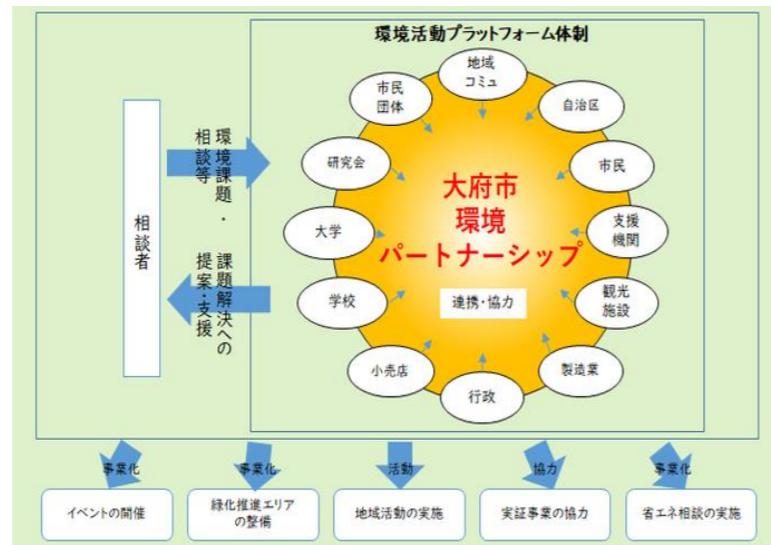 環境活動プラットフォーム体制
地域
コミュ
市民
団体
自治区
研究会
市民
大学
支援
機関
学校
観光
施設
小売店
製造業
行政
大府市
環境
パートナーシップ
連携・協力
相談者
環境課題・
相談等
課題解決への
提案・支援
事業化
事業化
活動
協力
事業化
イベントの開催
緑化推進エリア
の整備
地域活動の実施
実証事業の協力
省エネ相談の実施